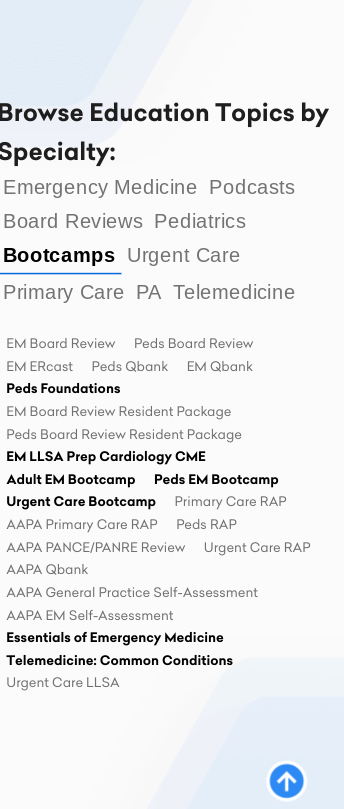 Browse Education Topics by
Specialty:
Emergency Medicine Podcasts
Board Reviews Pediatrics
Bootcamps Urgent Care
Primary Care PA Telemedicine
EM Board Review Peds Board Review
EM ERcast Peds Qbank EM Qbank
Peds Foundations
EM Board Review Resident Package
Peds Board Review Resident Package
EM LLSA Prep Cardiology CME
Adult EM Bootcamp Peds EM Bootcamp
Urgent Care Bootcamp Primary Care RAP
AAPA Primary Care RAP Peds RAP
AAPA PANCE/PANRE Review Urgent Care RAP
AAPA Qbank
AAPA General Practice Self-Assessment
AAPA EM Self-Assessment
Essentials of Emergency Medicine
Telemedicine: Common Conditions
Urgent Care LLSA